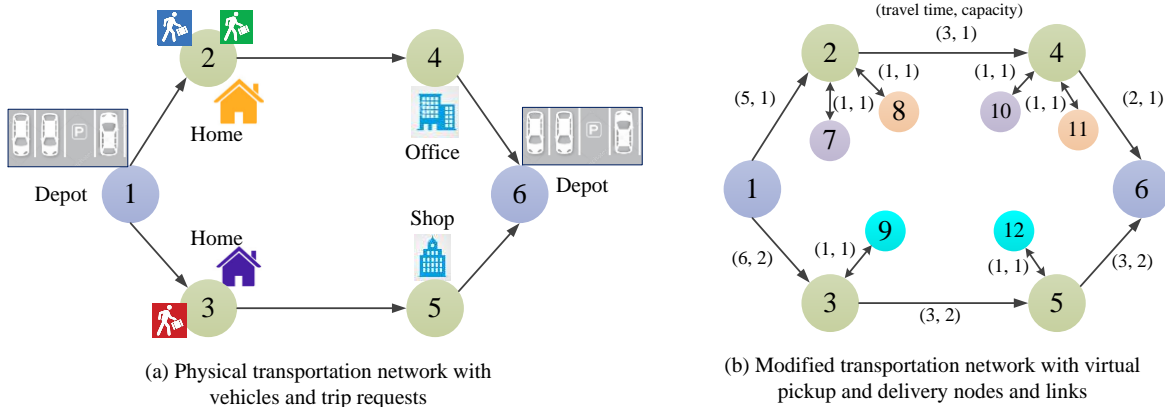 2
4
Home
Office
P
P
Depot
1
6
Depot
Home
Shop
3
5
(a) Physical transportation network with
vehicles and trip requests
(travel time, capacity)
(3, 1)
2
4
(5, 1)
(1, 1)
(1, 1)
(2, 1)
(1, 1)
8
10
(1, 1)
11
7
1
6
9
12
(6, 2)
(1, 1)
(1, 1)
(3, 2)
3
5
(3, 2)
(b) Modified transportation network with virtual
pickup and delivery nodes and links